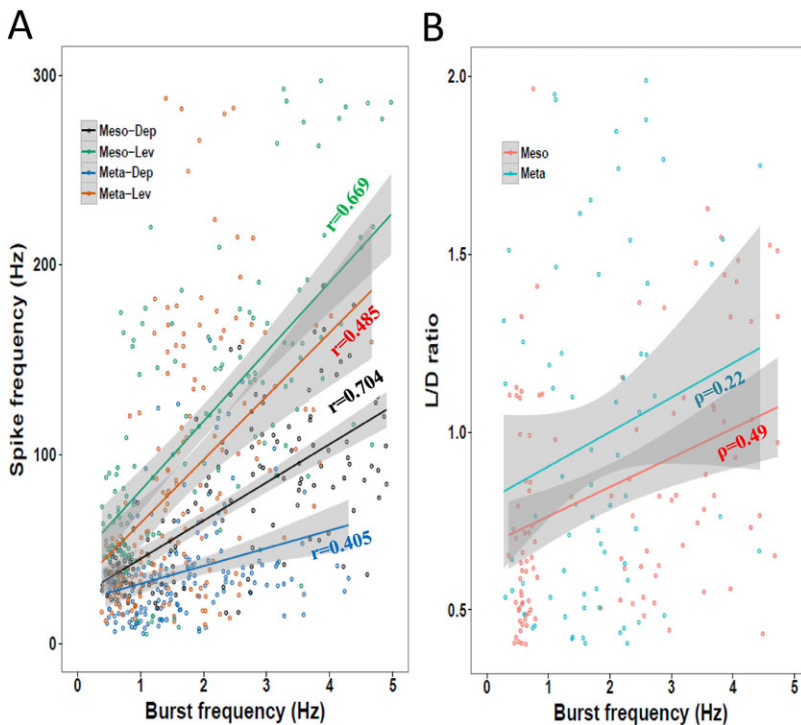 A
B
Spike frequency (Hz)
300
200
100
0
Meso-Dep
Meso-Lev
Meta-Dep
Meta-Lev
r=0.669
r=0.485
r=0.704
r=0.405
0 1 2 3 4 5
Burst frequency (Hz)
L/D ratio
2.0
1.5
1.0
0.5
Meso
Meta
ρ=0.22
ρ=0.49
0 1 2 3 4 5
Burst frequency (Hz)